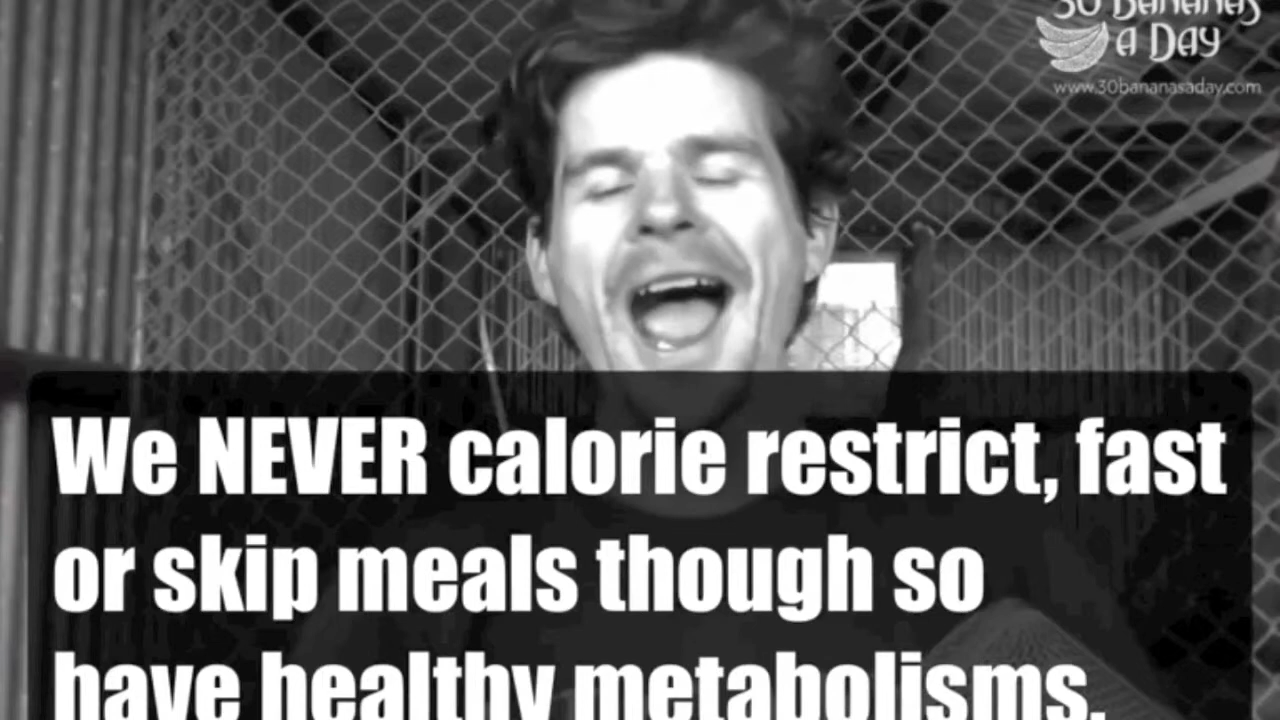 30 BANANAS
A DAY
www.30bananasaday.com
We NEVER calorie restrict, fast
or skip meals though so
have healthy metabolisms.